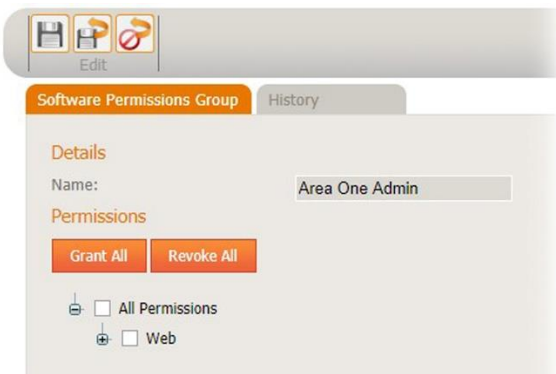 Edit
Software Permissions Group
History
Details
Name:
Area One Admin
Permissions
Grant All
Revoke All
All Permissions
Web